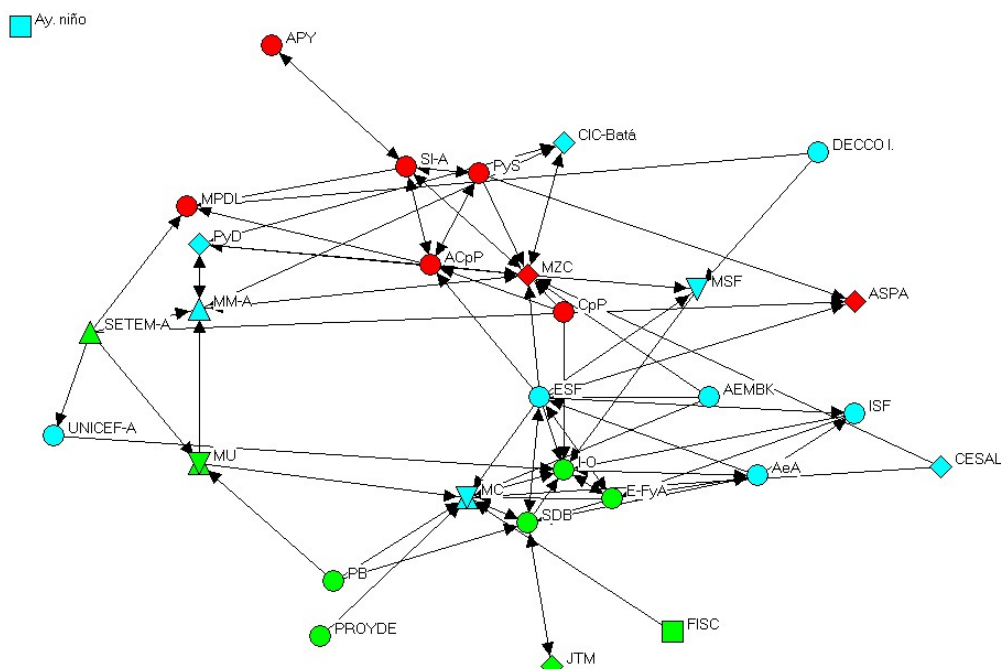 Ay. niño
APY
CIC-Batá
DECCO I.
SI-A
PyS
MPDL
PyD
ACpP
MZC
MSF
ASPA
MM-A
CpP
SETEM-A
ESF
AEMBK
ISF
UNICEF-A
MU
I-O
AeA
CESAL
MC
E-FyA
SDB
PB
PROYDE
FISC
JTM